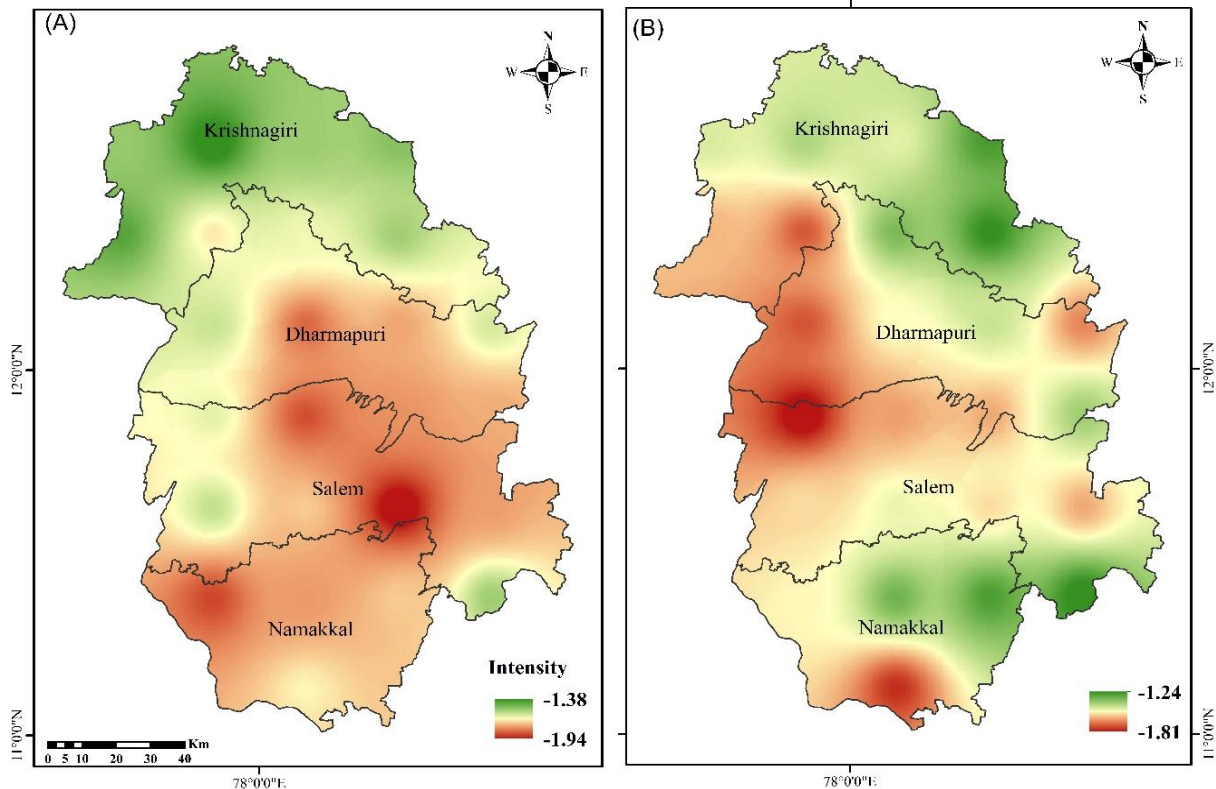 (A)
N
W E
S
Krishnagiri
Dharmapuri
Salem
Namakkal
Intensity
-1.38
-1.94
0 5 10 20 30 40 Km
12°0'0"N
11°0'0"N
78°0'0"E
(B)
N
W E
S
Krishnagiri
Dharmapuri
Salem
Namakkal
-1.24
-1.81
12°0'0"N
11°0'0"N
78°0'0"E